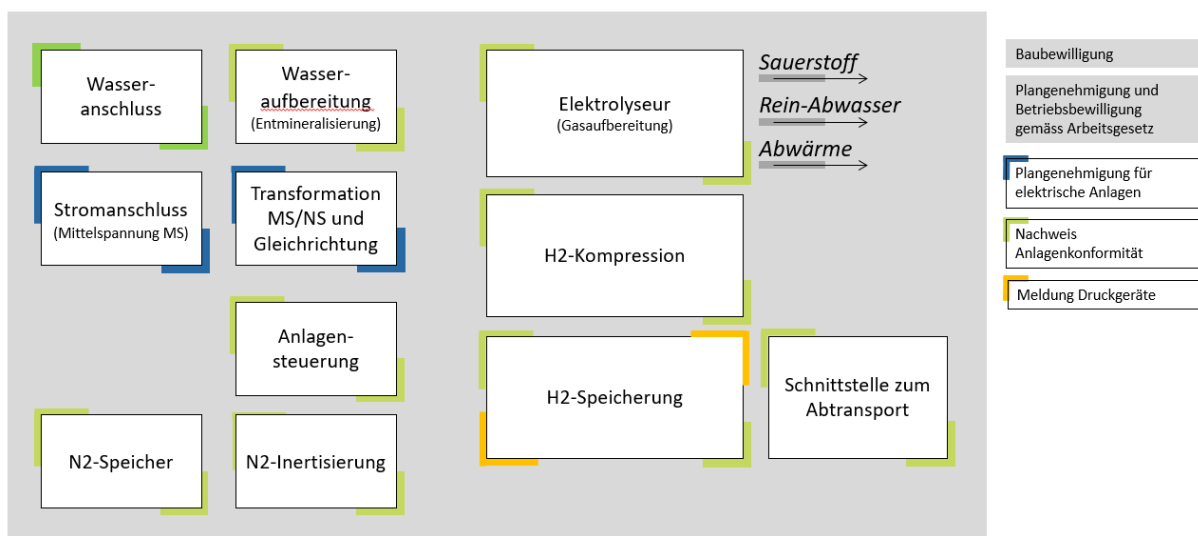 Wasser-
anschluss
Wasser-
aufbereitung
(Entmineralisierung)
Stromanschluss
(Mittelspannung MS)
Transformation
MS/NS und
Gleichrichtung
Anlagen-
steuerung
N2-Speicher
N2-Inertisierung
Elektrolyseur
(Gasaufbereitung)
Sauerstoff
Rein-Abwasser
Abwärme
H2-Kompression
H2-Speicherung
Schnittstelle zum
Abtransport
Baubewilligung
Plangenehmigung und
Betriebsbewilligung
gemäss Arbeitsgesetz
Plangenehmigung für
elektrische Anlagen
Nachweis
Anlagenkonformität
Meldung Druckgeräte